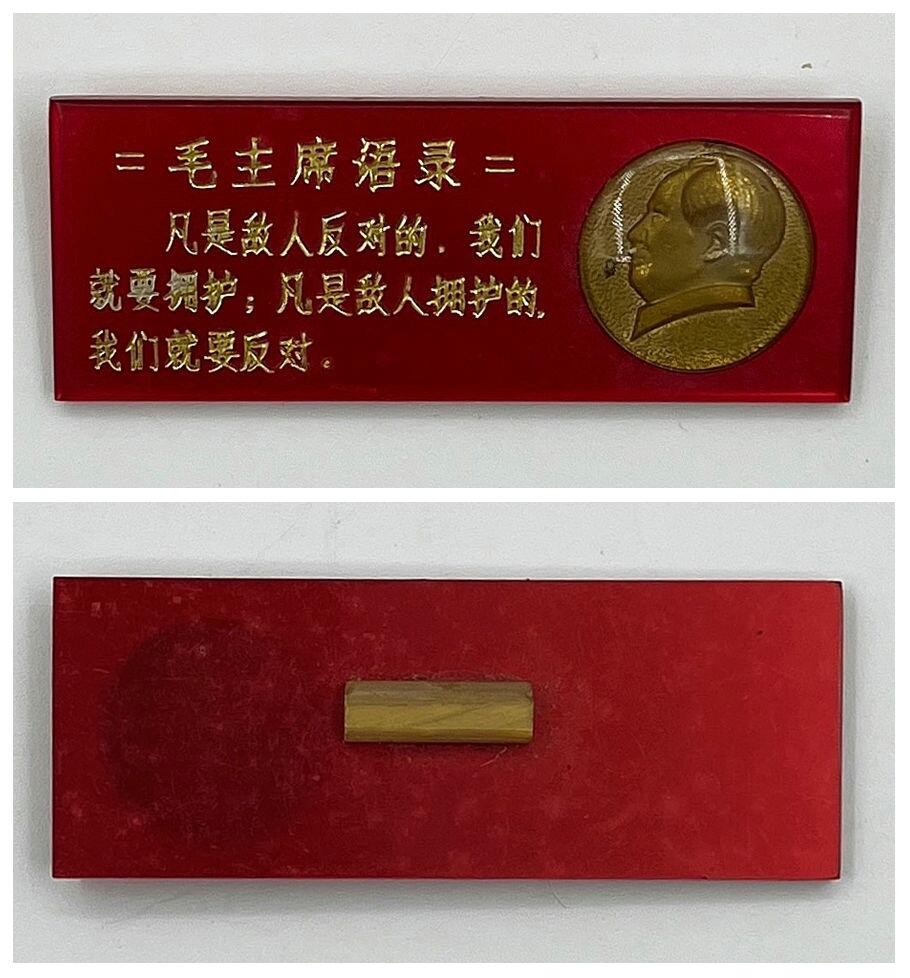 =毛主席语录=
凡是敌人反对的，我们
就要拥护；凡是敌人拥护的，
我们就要反对。